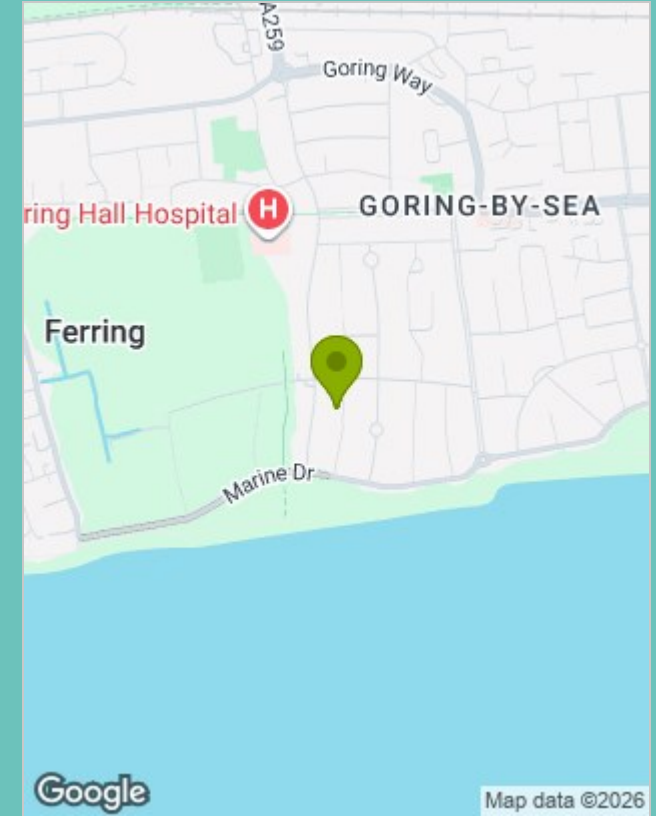 A259
Goring Way
ring Hall Hospital
H
GORING-BY-SEA
Ferring
Marine Dr
Google
Map data ©2026